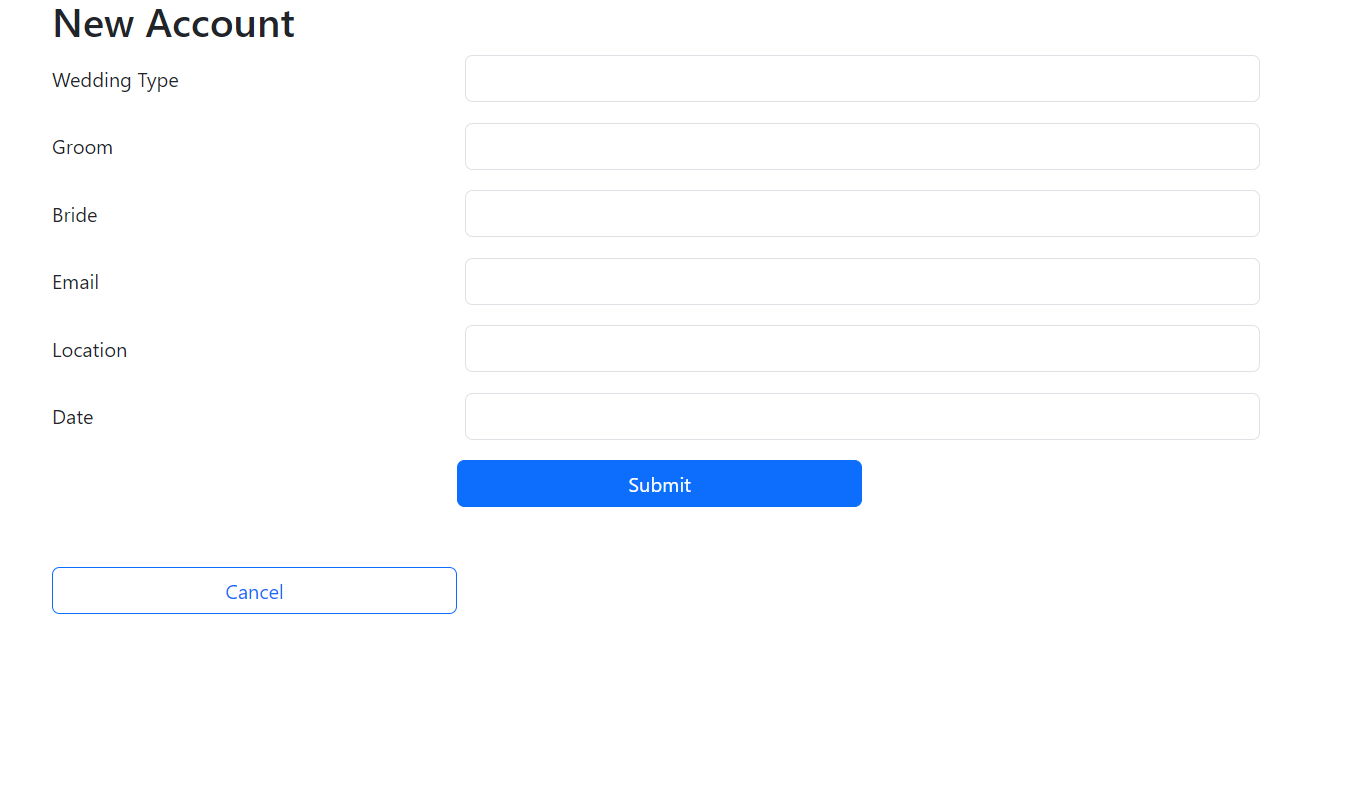 New Account
Wedding Type
Groom
Bride
Email
Location
Date
Submit
Cancel